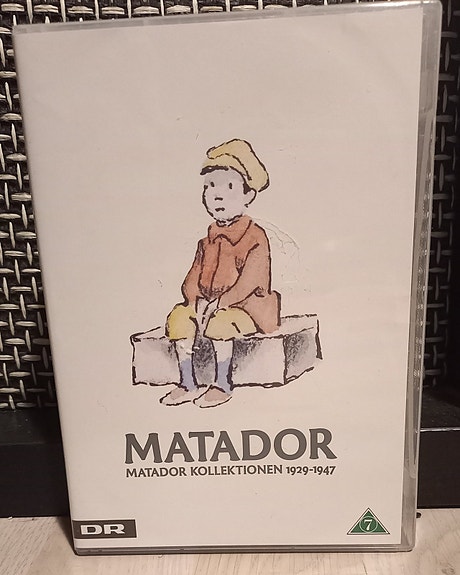 MATADOR
MATADOR KOLLEKTIONEN 1929-1947
DR
7